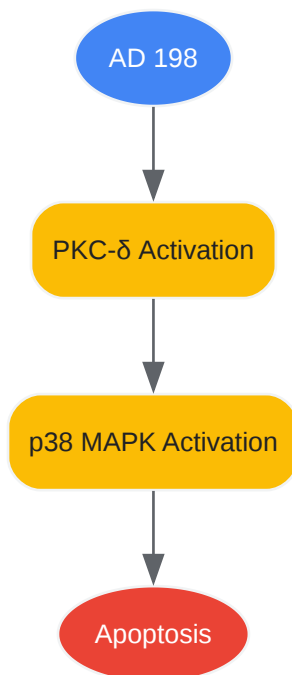 AD 198
PKC-δ Activation
p38 MAPK Activation
Apoptosis